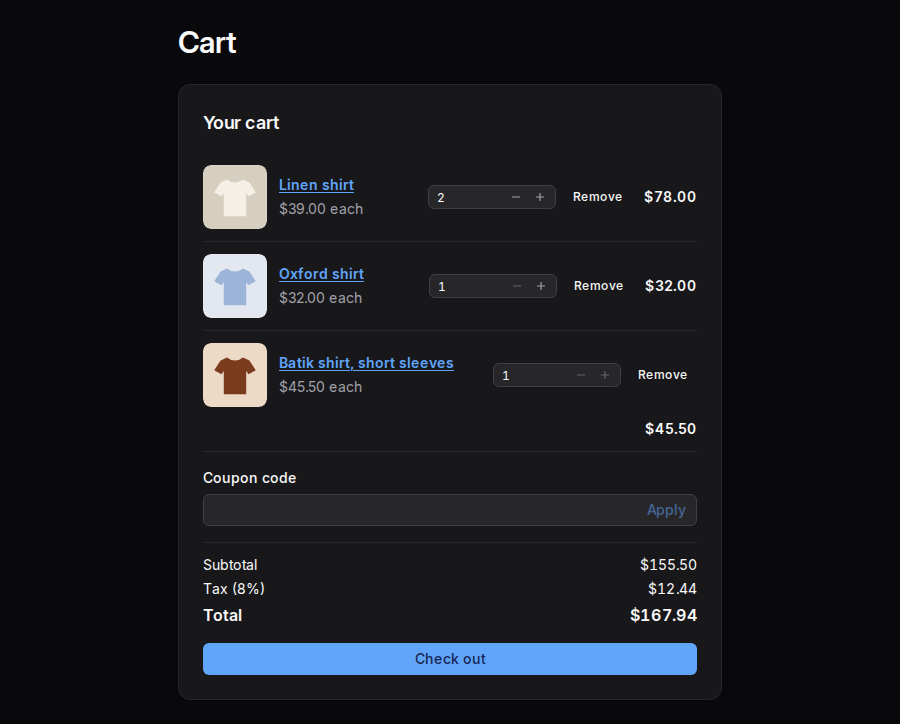 Cart
Your cart
Linen shirt
$39.00 each
2 − +
Remove
$78.00
Oxford shirt
$32.00 each
1 − +
Remove
$32.00
Batik shirt, short sleeves
$45.50 each
1 − +
Remove
$45.50
Coupon code
Apply
Subtotal $155.50
Tax (8%) $12.44
Total $167.94
Check out